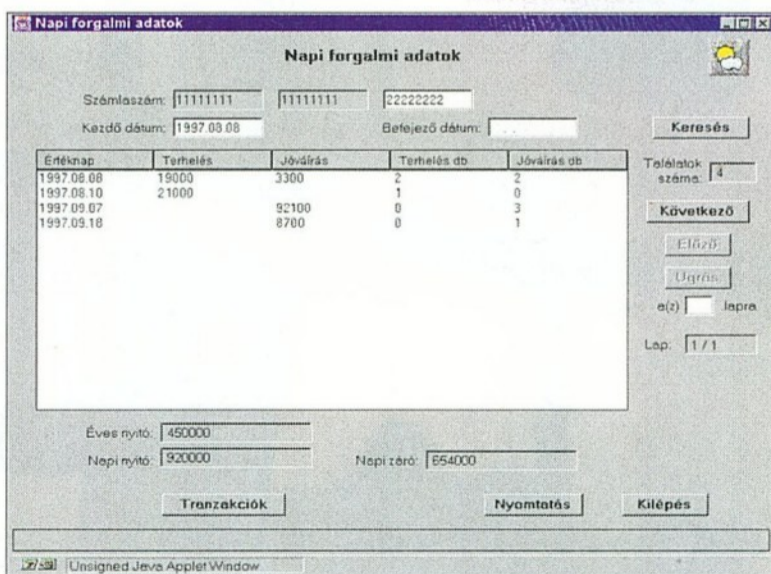 Napi forgalmi adatok
Napi forgalmi adatok
Számlaszám: 11111111 11111111 22222222
Kezdő dátum: 1997.08.08 Befejező dátum: . .
Keresés
Értéknap Terhelés Jóváírás Terhelés db Jóváírás db
1997.08.08 19000 3300 2 2
1997.08.10 21000 1 0
1997.09.07 92100 0 3
1997.09.18 8700 0 1
Találatok
száma: 4
Következő
Előző
Ugrás
a(z) lapra
Lap: 1 / 1
Éves nyitó: 450000
Napi nyitó: 920000 Napi záró: 654000
Tranzakciók Nyomtatás Kilépés
Unsigned Java Applet Window